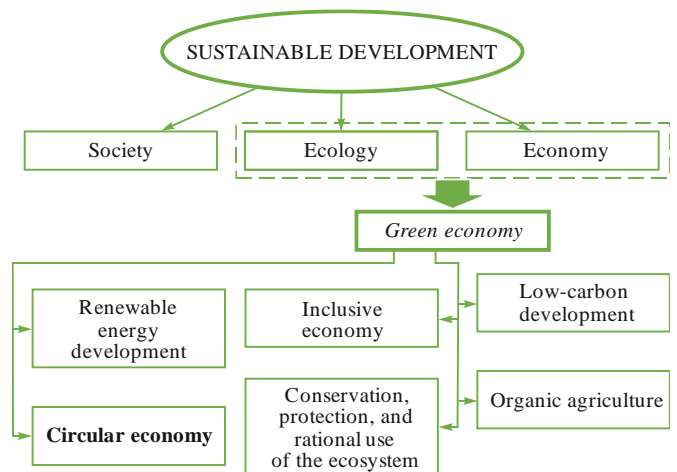 SUSTAINABLE DEVELOPMENT
Society
Ecology
Economy
Green economy
Renewable
energy
development
Inclusive
economy
Low-carbon
development
Circular economy
Conservation,
protection, and
rational use
of the ecosystem
Organic agriculture